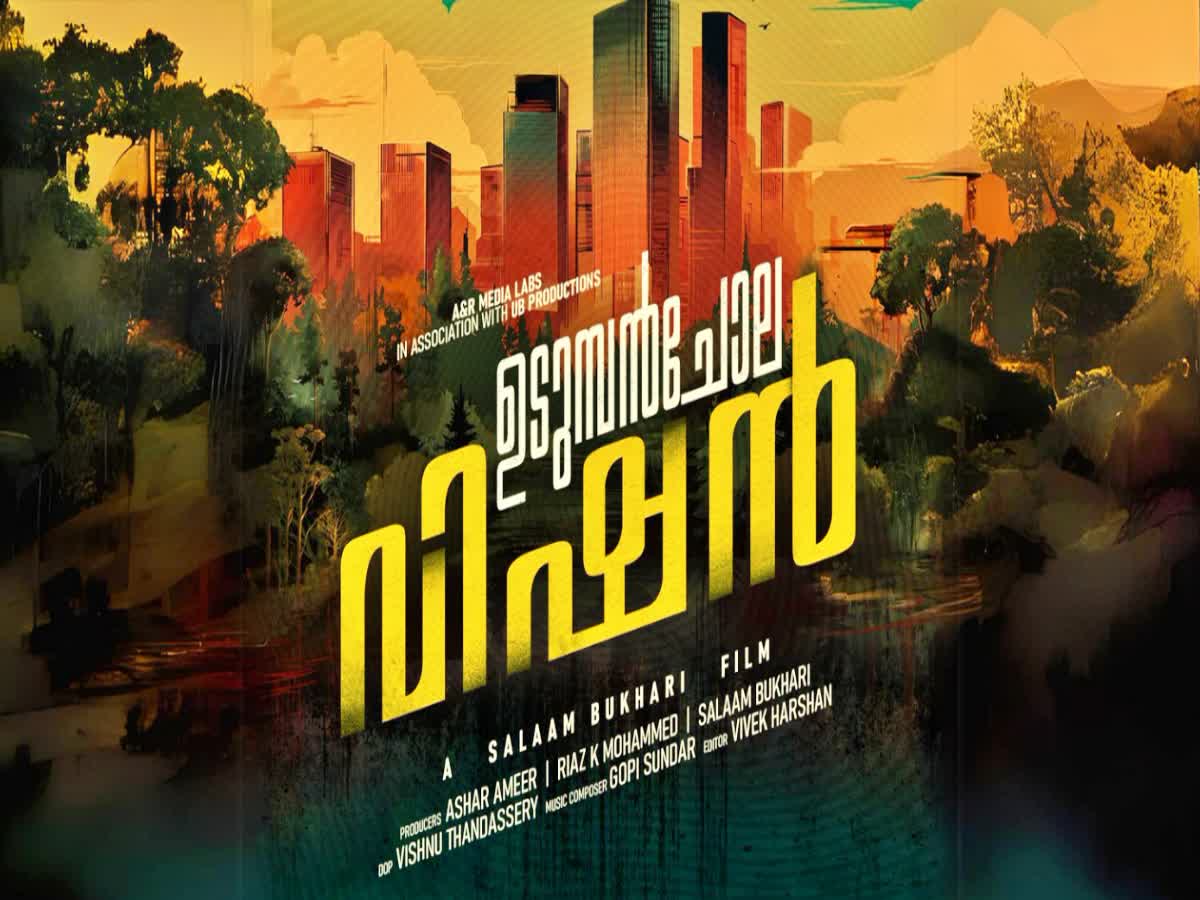 A&R MEDIA LABS
IN ASSOCIATION WITH UB PRODUCTIONS
ഉടുമ്പൻചോല
വിഷൻ
A SALAAM BUKHARI FILM
PRODUCERS ASHAR AMEER | RIAZ K MOHAMMED | SALAAM BUKHARI
DOP VISHNU THANDASSERY MUSIC COMPOSER GOPI SUNDAR EDITOR VIVEK HARSHAN